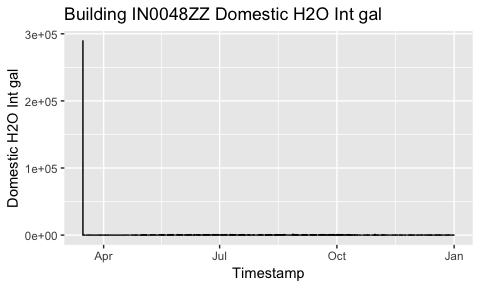 Building IN0048ZZ Domestic H2O Int gal
Domestic H2O Int gal
3e+05
2e+05
1e+05
0e+00
Apr
Jul
Oct
Jan
Timestamp